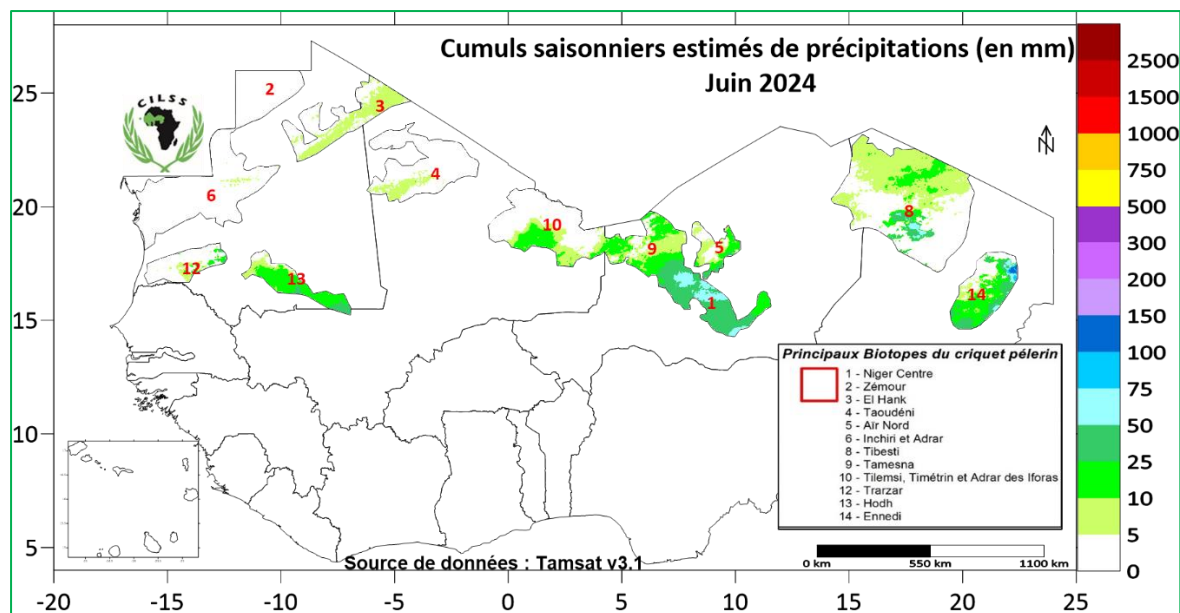 Cumuls saisonniers estimés de précipitations (en mm)
Juin 2024
CILSS
N
2
3
4
6
10
8
9
5
12
13
1
14
Principaux Biotopes du criquet pélerin
1 - Niger Centre
2 - Zémour
3 - El Hank
4 - Taoudéni
5 - Aïr Nord
6 - Inchiri et Adrar
8 - Tibesti
9 - Tamesna
10 - Tilemsi, Timétrin et Adrar des Iforas
12 - Trarzar
13 - Hodh
14 - Ennedi
Source de données : Tamsat v3.1
0 km 550 km 1100 km
25
20
15
10
5
-20 -15 -10 -5 0 5 10 15 20 25
2500
1500
1000
750
500
300
200
150
100
75
50
25
10
5
0